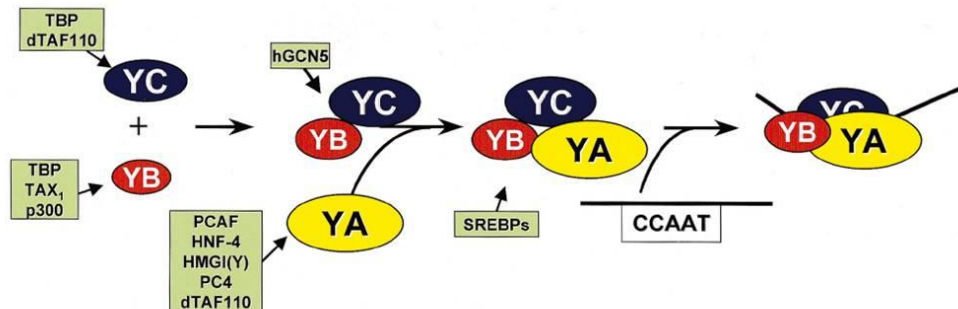 TBP
dTAF110
YC
+
YB
TBP
TAX1
p300
hGCN5
YC
YB
YA
PCAF
HNF-4
HMGI(Y)
PC4
dTAF110
YC
YB
YA
SREBPs
CCAAT
YC
YB
YA